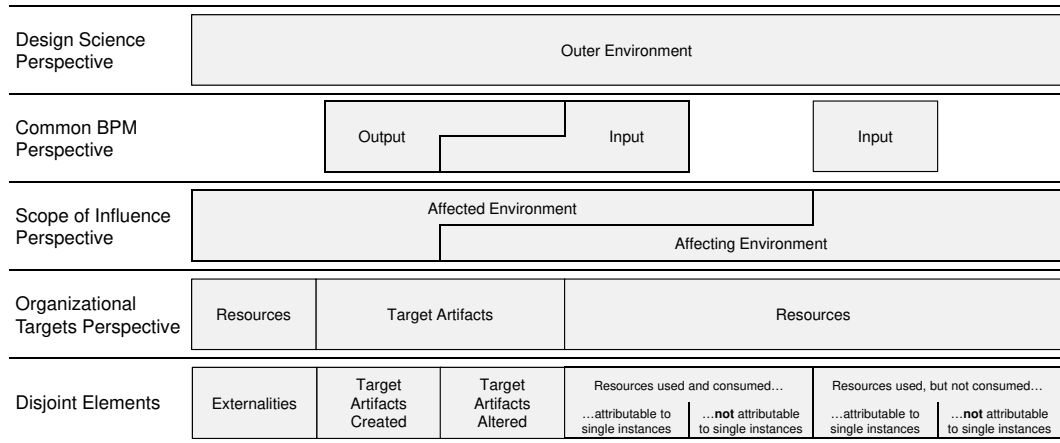 Design Science
Perspective
Outer Environment
Common BPM
Perspective
Output
Input
Input
Scope of Influence
Perspective
Affected Environment
Affecting Environment
Organizational
Targets Perspective
Resources
Target Artifacts
Resources
Disjoint Elements
Externalities
Target
Artifacts
Created
Target
Artifacts
Altered
Resources used and consumed…
…attributable to
single instances
…not attributable
to single instances
Resources used, but not consumed…
…attributable to
single instances
…not attributable
to single instances